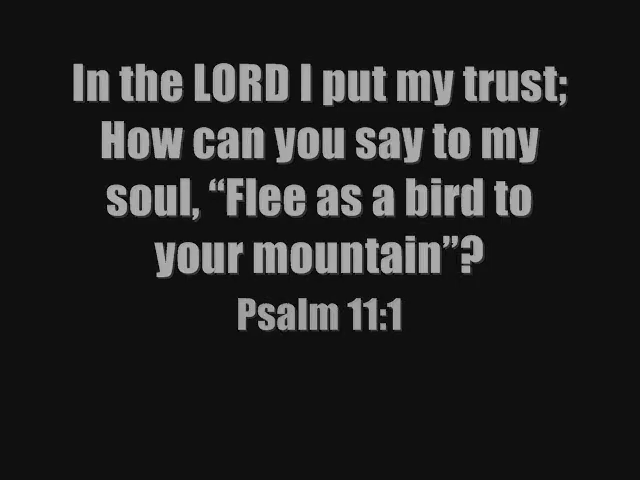 In the LORD I put my trust;
How can you say to my
soul, “Flee as a bird to
your mountain”?
Psalm 11:1